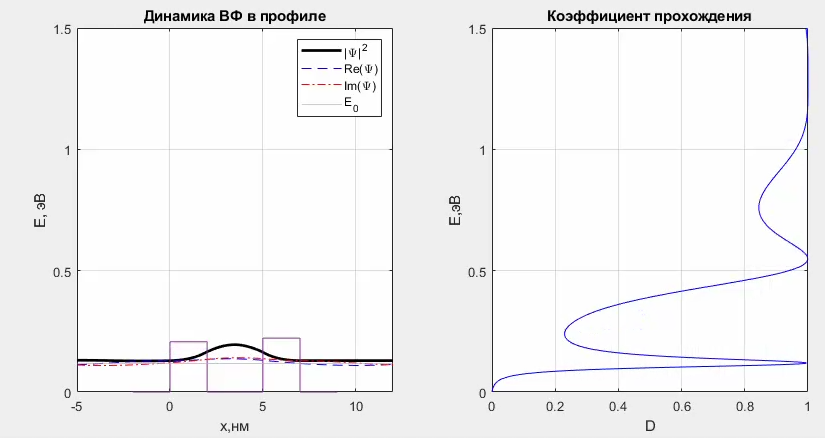 Динамика ВФ в профиле
1.5
1
0.5
0
E, эВ
-5
0
5
10
x,нм
|Ψ|²
Re(Ψ)
Im(Ψ)
E₀
Коэффициент прохождения
1.5
1
0.5
0
E,эВ
0
0.2
0.4
0.6
0.8
1
D